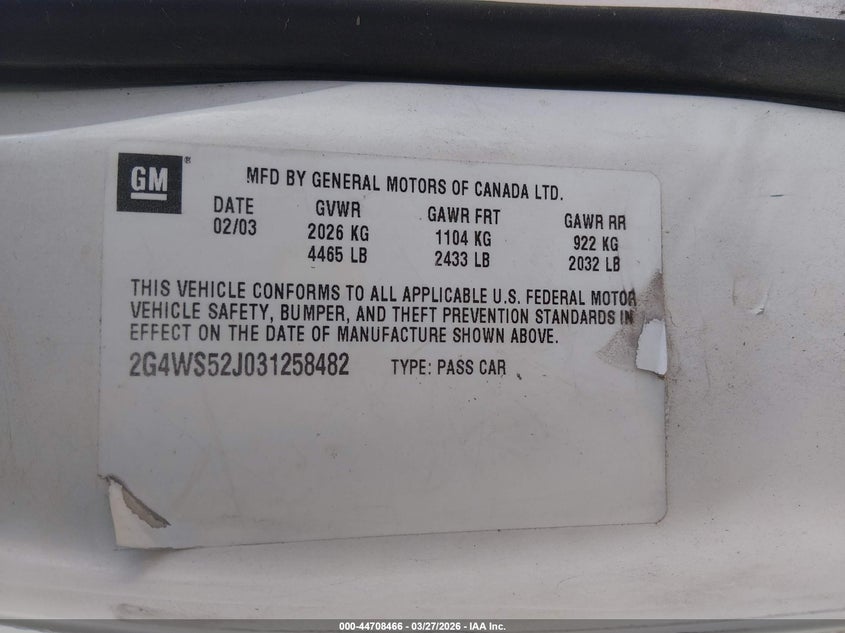 GM®
MFD BY GENERAL MOTORS OF CANADA LTD.
DATE GVWR GAWR FRT GAWR RR
02/03 2026 KG 1104 KG 922 KG
4465 LB 2433 LB 2032 LB
THIS VEHICLE CONFORMS TO ALL APPLICABLE U.S. FEDERAL MOTOR
VEHICLE SAFETY, BUMPER, AND THEFT PREVENTION STANDARDS IN
EFFECT ON THE DATE OF MANUFACTURE SHOWN ABOVE.
2G4WS52J031258482 TYPE: PASS CAR
000-44708466 - 03/27/2026 - IAA Inc.